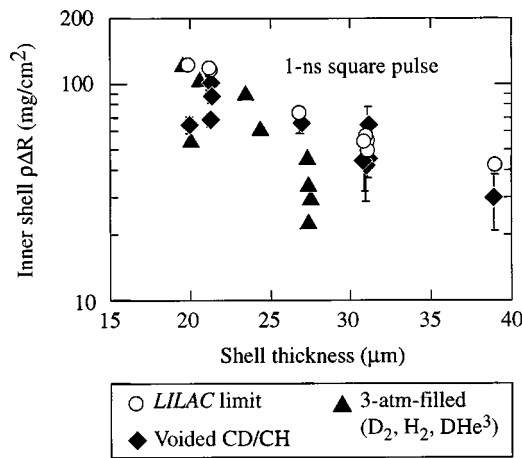 200
100
10
Inner shell ρΔR (mg/cm²)
1-ns square pulse
15 20 25 30 35 40
Shell thickness (μm)
LILAC limit
Voided CD/CH
3-atm-filled
(D₂, H₂, DHe³)